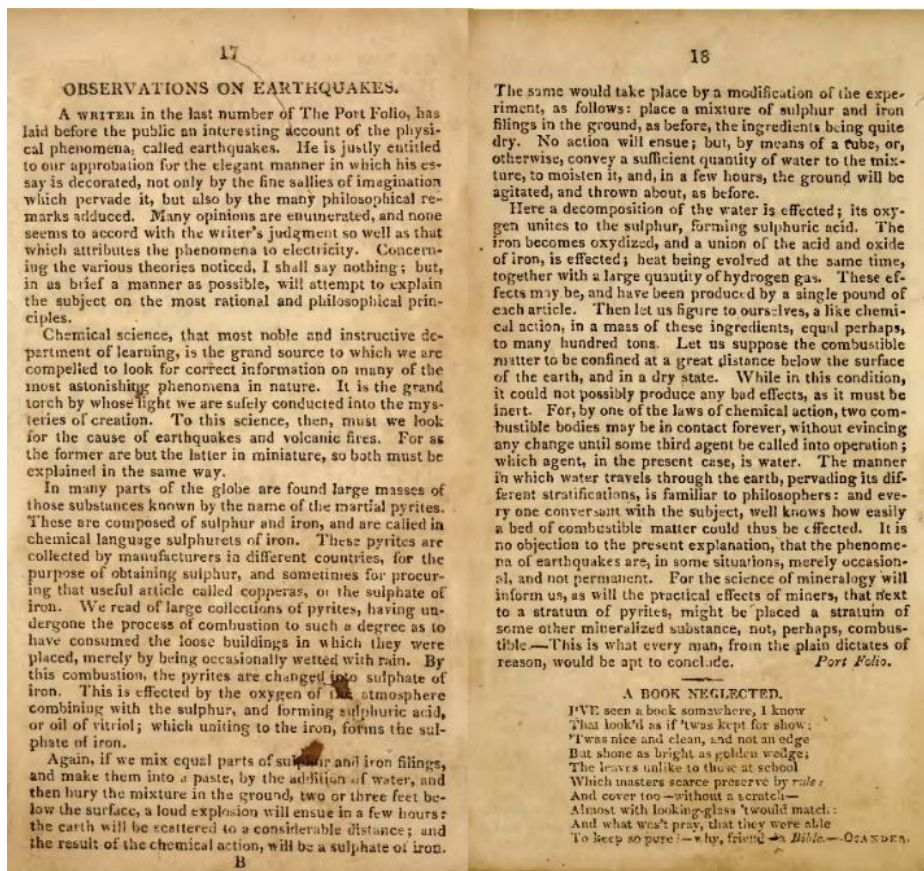 17
OBSERVATIONS ON EARTHQUAKES.
A WRITER in the last number of The Port Folio, has
laid before the public an interesting account of the physi-
cal phenomena, called earthquakes. He is justly entitled
to our approbation for the elegant manner in which his es-
say is decorated, not only by the fine sallies of imagination
which pervade it, but also by the many philosophical re-
marks adduced. Many opinions are enumerated, and none
seems to accord with the writer's judgment so well as that
which attributes the phenomena to electricity. Concern-
ing the various theories noticed, I shall say nothing; but,
in as brief a manner as possible, will attempt to explain
the subject on the most rational and philosophical prin-
ciples.
Chemical science, that most noble and instructive de-
partment of learning, is the grand source to which we are
compelled to look for correct information on many of the
most astonishing phenomena in nature. It is the grand
torch by whose light we are safely conducted into the mys-
teries of creation. To this science, then, must we look
for the cause of earthquakes and volcanic fires. For as
the former are but the latter in miniature, so both must be
explained in the same way.
In many parts of the globe are found large masses of
those substances known by the name of the martial pyrites.
These are composed of sulphur and iron, and are called in
chemical language sulphurets of iron. These pyrites are
collected by manufacturers in different countries, for the
purpose of obtaining sulphur, and sometimes for procur-
ing that useful article called copperas, or the sulphate of
iron. We read of large collections of pyrites, having un-
dergone the process of combustion to such a degree as to
have consumed the loose buildings in which they were
placed, merely by being occasionally wetted with rain. By
this combustion, the pyrites are changed into sulphate of
iron. This is effected by the oxygen of the atmosphere
combining with the sulphur, and forming sulphuric acid,
or oil of vitriol; which uniting to the iron, forms the sul-
phate of iron.
Again, if we mix equal parts of sulphur and iron filings,
and make them into a paste, by the addition of water, and
then bury the mixture in the ground, two or three feet be-
low the surface, a loud explosion will ensue in a few hours:
the earth will be scattered to a considerable distance; and
the result of the chemical action, will be a sulphate of iron.
B
18
The same would take place by a modification of the expe-
riment, as follows: place a mixture of sulphur and iron
filings in the ground, as before, the ingredients being quite
dry. No action will ensue; but, by means of a tube, or,
otherwise, convey a sufficient quantity of water to the mix-
ture, to moisten it, and, in a few hours, the ground will be
agitated, and thrown about, as before.
Here a decomposition of the water is effected; its oxy-
gen unites to the sulphur, forming sulphuric acid. The
iron becomes oxydized, and a union of the acid and oxide
of iron, is effected; heat being evolved at the same time,
together with a large quantity of hydrogen gas. These ef-
fects may be, and have been produced by a single pound of
each article. Then let us figure to ourselves, a like chemi-
cal action, in a mass of these ingredients, equal perhaps,
to many hundred tons. Let us suppose the combustible
matter to be confined at a great distance below the surface
of the earth, and in a dry state. While in this condition,
it could not possibly produce any bad effects, as it must be
inert. For, by one of the laws of chemical action, two com-
bustible bodies may be in contact forever, without evincing
any change until some third agent be called into operation;
which agent, in the present case, is water. The manner
in which water travels through the earth, pervading its dif-
ferent stratifications, is familiar to philosophers: and eve-
ry one conversant with the subject, well knows how easily
a bed of combustible matter could thus be effected. It is
no objection to the present explanation, that the phenome-
na of earthquakes are, in some situations, merely occasion-
al, and not permanent. For the science of mineralogy will
inform us, as will the practical effects of miners, that next
to a stratum of pyrites, might be placed a stratum of
some other mineralized substance, not, perhaps, combus-
tible.—This is what every man, from the plain dictates of
reason, would be apt to conclude. Port Folio.
A BOOK NEGLECTED.
I'VE seen a book somewhere, I know
That look'd as if 'twas kept for show:
'Twas nice and clean, and not an edge
But shone as bright as golden wedge;
The leaves unlike to those at school
Which masters scarce preserve by rule:
And cover too—without a scratch—
Almost with looking-glass 'twould match:
And what was't pray, that they were able
To keep so pure?—why, friend—a Bible.—OSANDER.